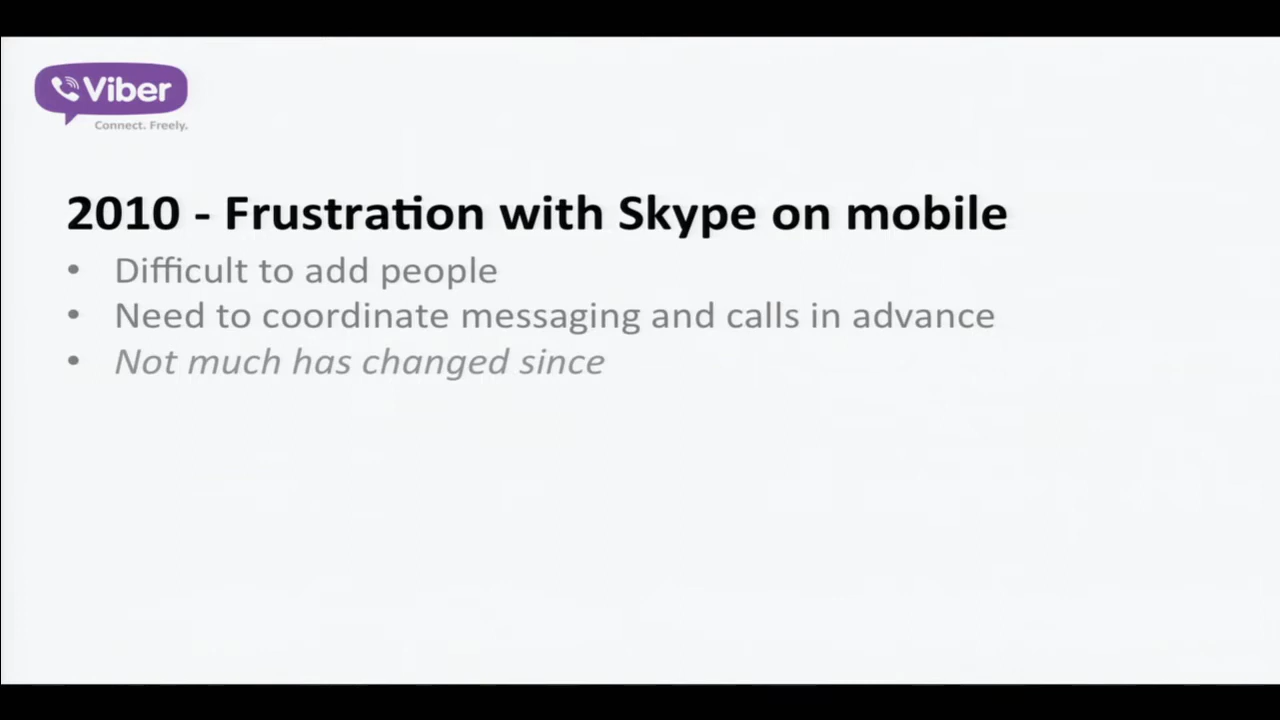 Viber
Connect. Freely.
2010 - Frustration with Skype on mobile
• Difficult to add people
• Need to coordinate messaging and calls in advance
• Not much has changed since